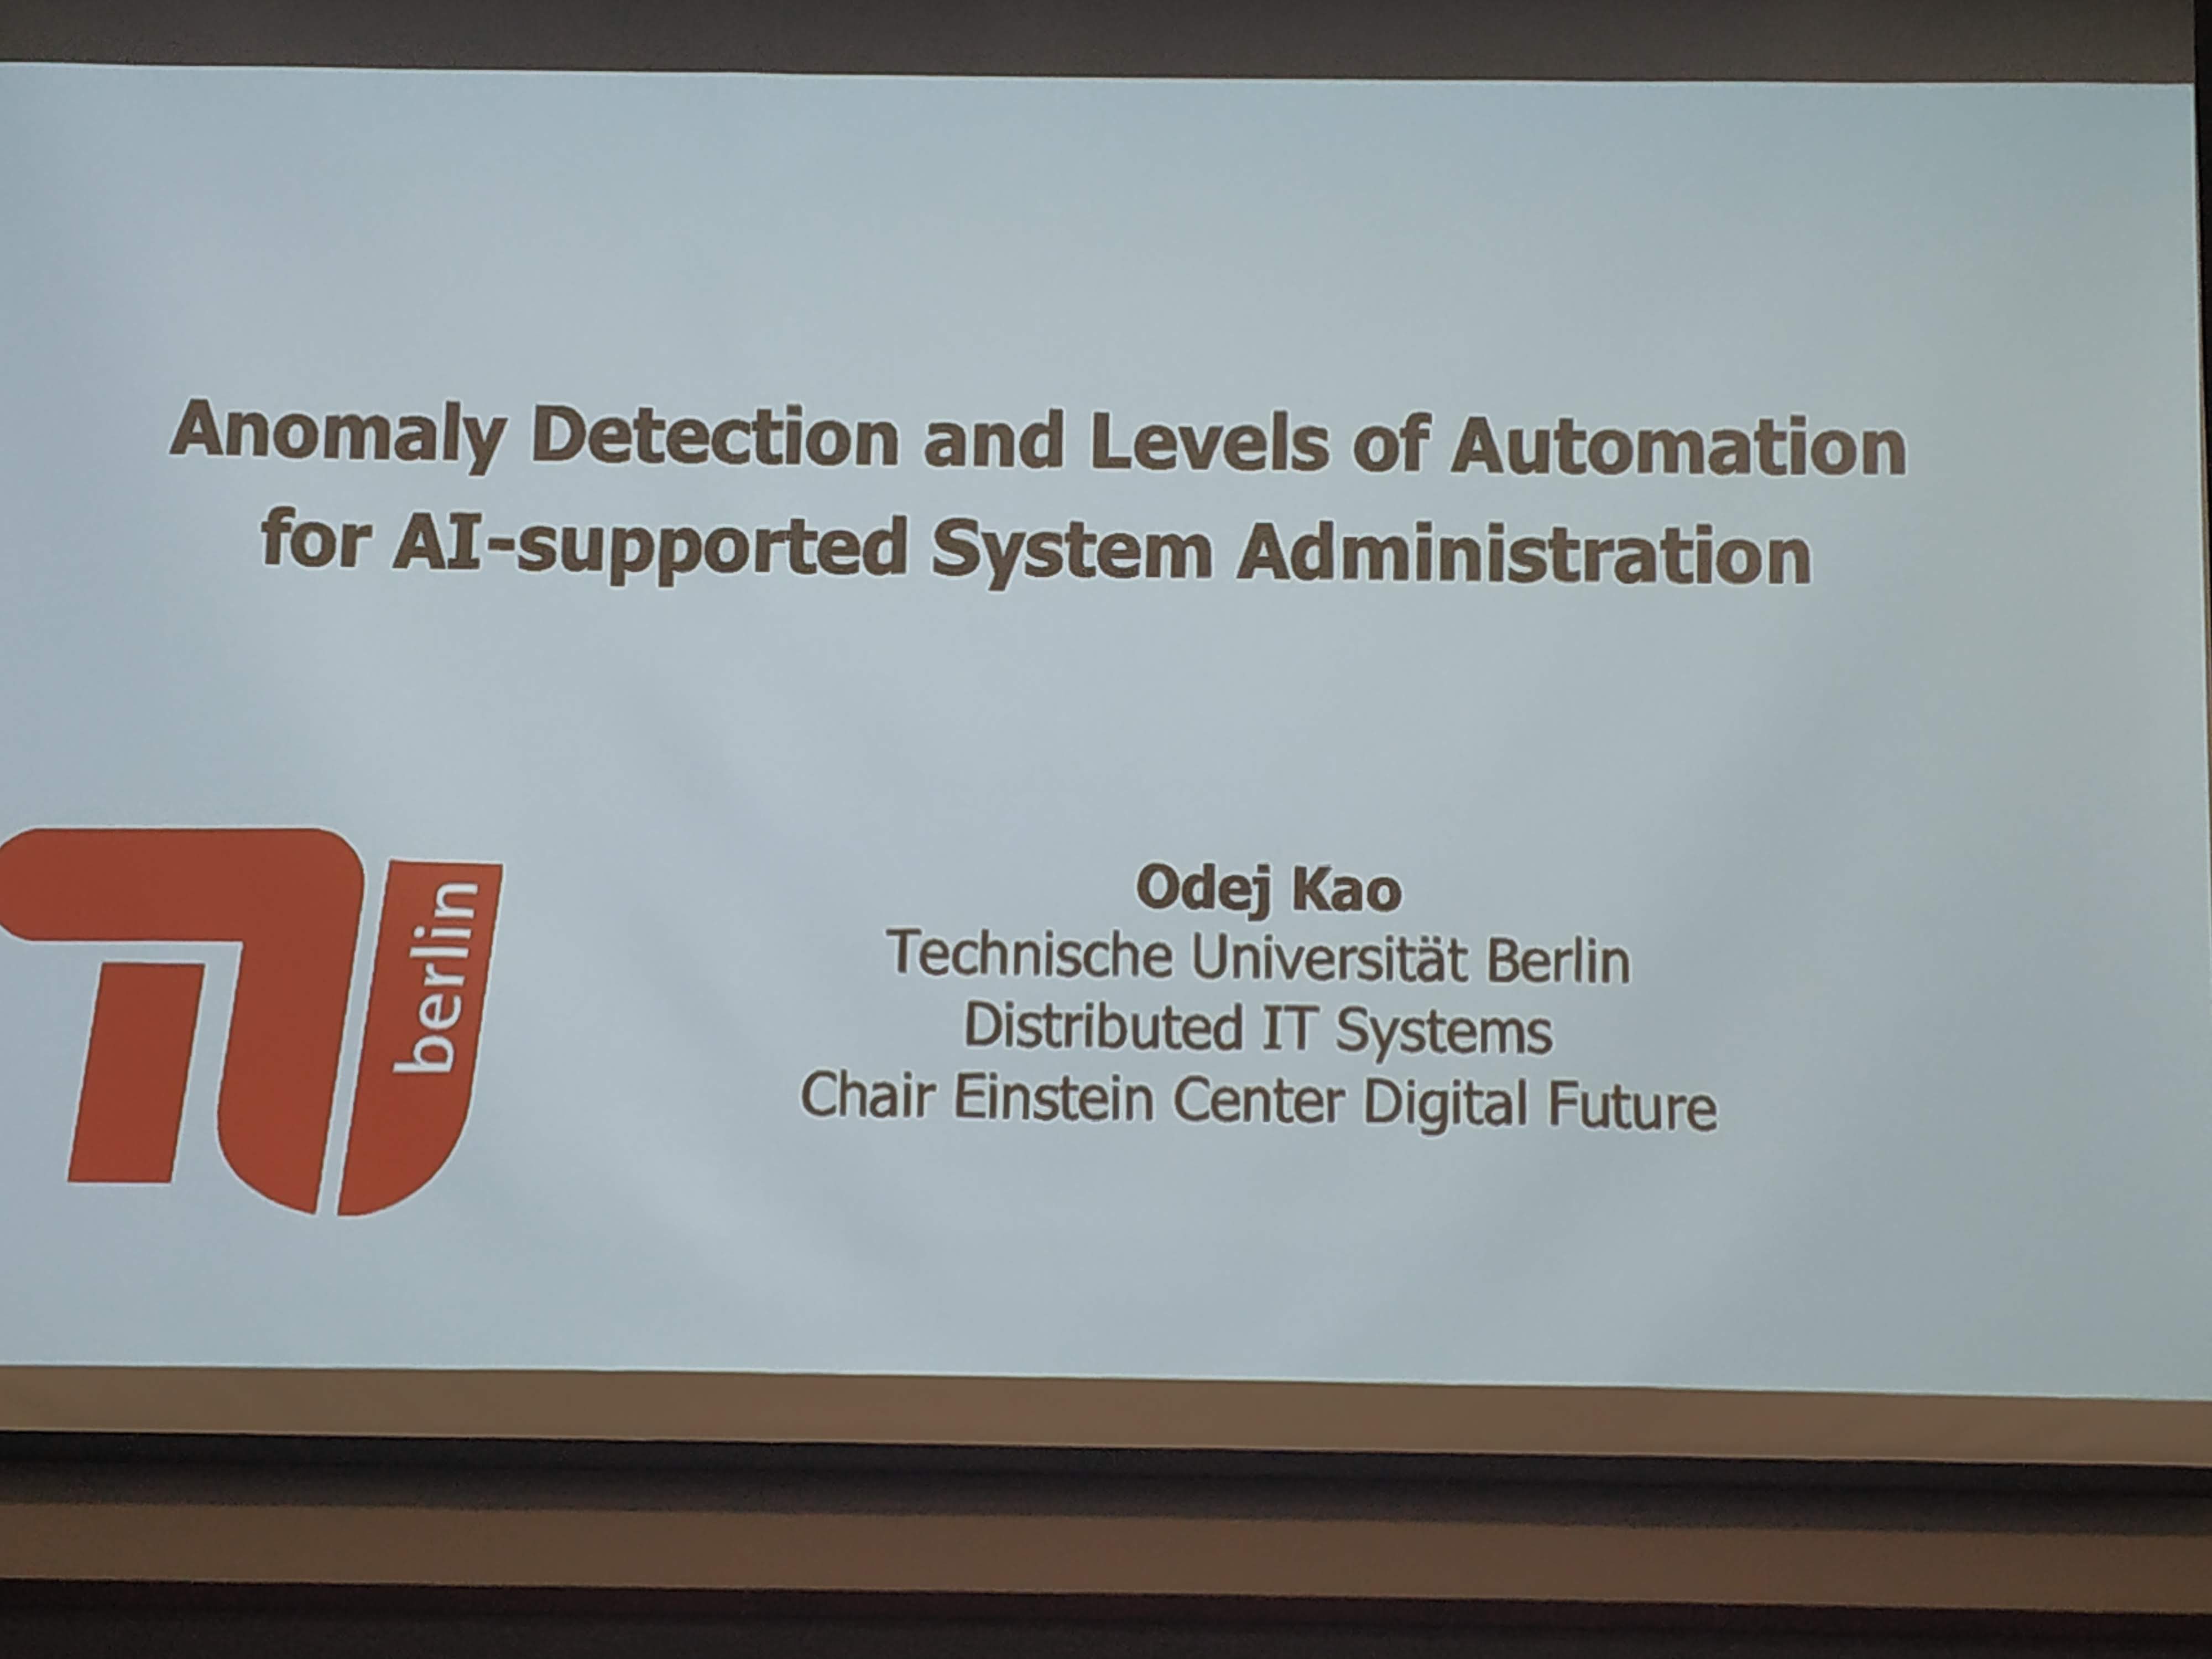 Anomaly Detection and Levels of Automation
for AI-supported System Administration
berlin
Odej Kao
Technische Universität Berlin
Distributed IT Systems
Chair Einstein Center Digital Future